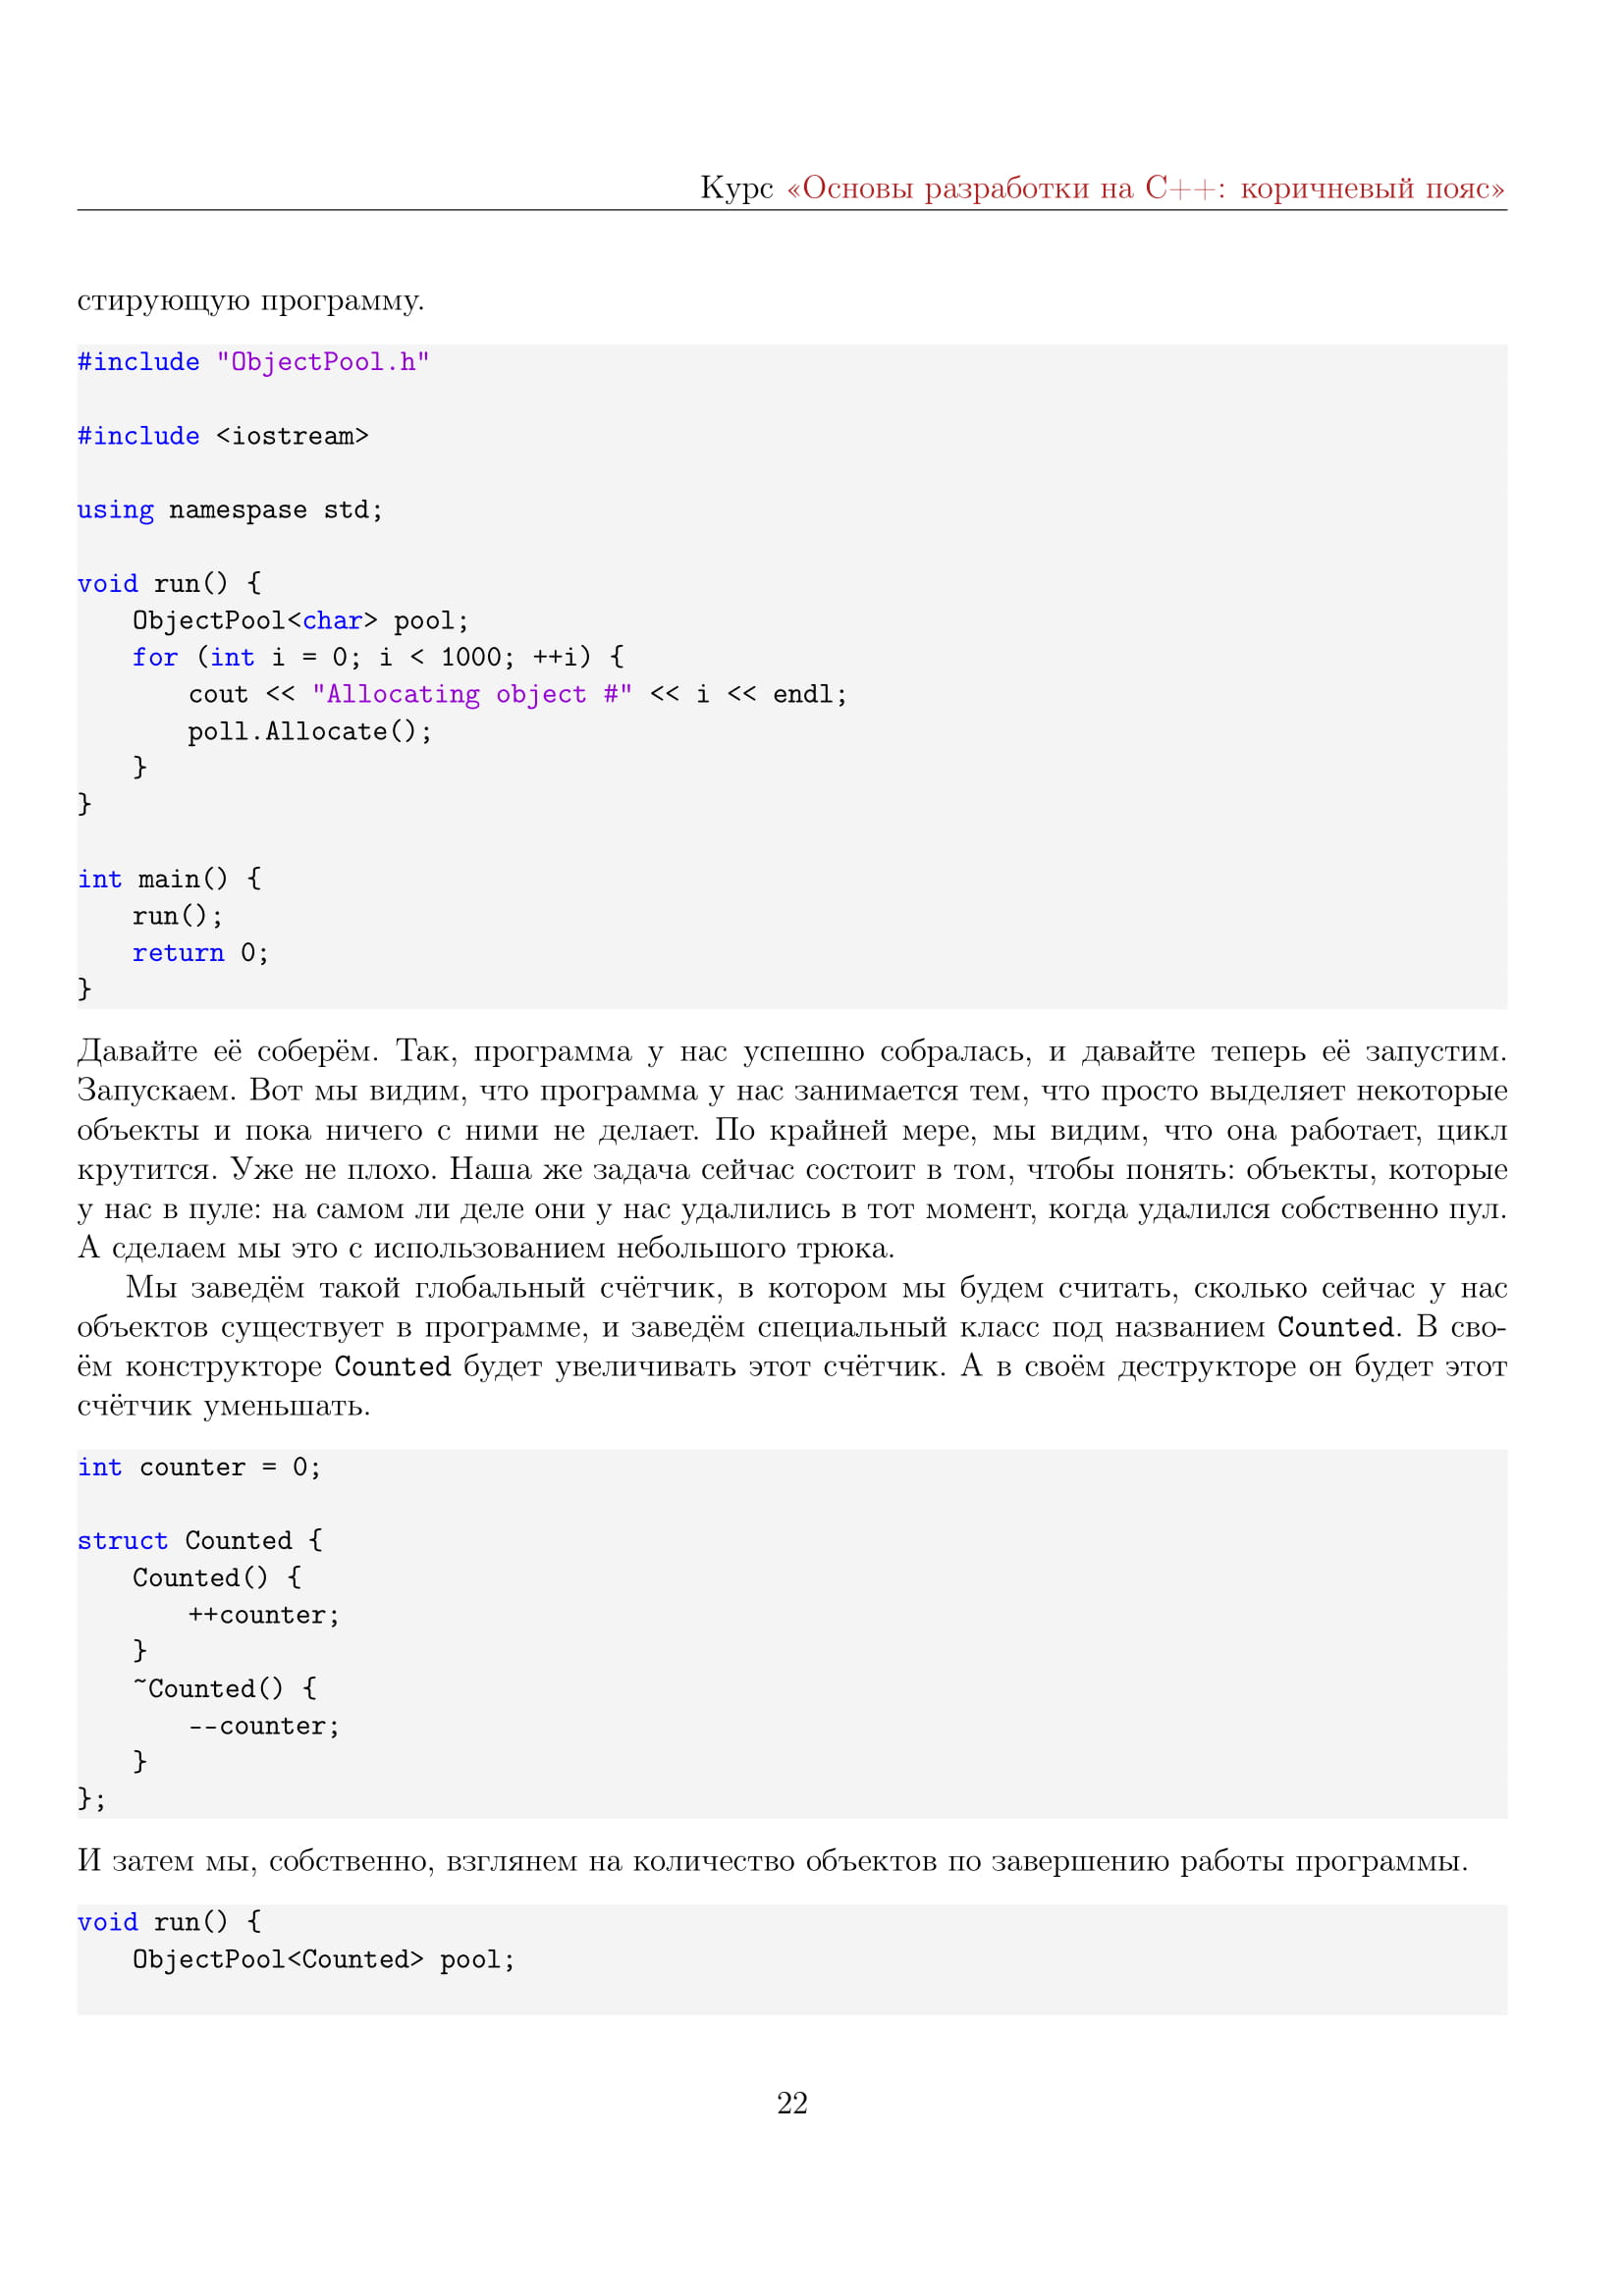 Курс «Основы разработки на C++: коричневый пояс»
стирующую программу.
#include "ObjectPool.h"
#include <iostream>
using namespase std;
void run() {
ObjectPool<char> pool;
for (int i = 0; i < 1000; ++i) {
cout << "Allocating object #" << i << endl;
poll.Allocate();
}
}
int main() {
run();
return 0;
}
Давайте её соберём. Так, программа у нас успешно собралась, и давайте теперь её запустим.
Запускаем. Вот мы видим, что программа у нас занимается тем, что просто выделяет некоторые
объекты и пока ничего с ними не делает. По крайней мере, мы видим, что она работает, цикл
крутится. Уже не плохо. Наша же задача сейчас состоит в том, чтобы понять: объекты, которые
у нас в пуле: на самом ли деле они у нас удалились в тот момент, когда удалился собственно пул.
А сделаем мы это с использованием небольшого трюка.
Мы заведём такой глобальный счётчик, в котором мы будем считать, сколько сейчас у нас
объектов существует в программе, и заведём специальный класс под названием Counted. В сво-
ём конструкторе Counted будет увеличивать этот счётчик. А в своём деструкторе он будет этот
счётчик уменьшать.
int counter = 0;
struct Counted {
Counted() {
++counter;
}
~Counted() {
--counter;
}
};
И затем мы, собственно, взглянем на количество объектов по завершению работы программы.
void run() {
ObjectPool<Counted> pool;
22